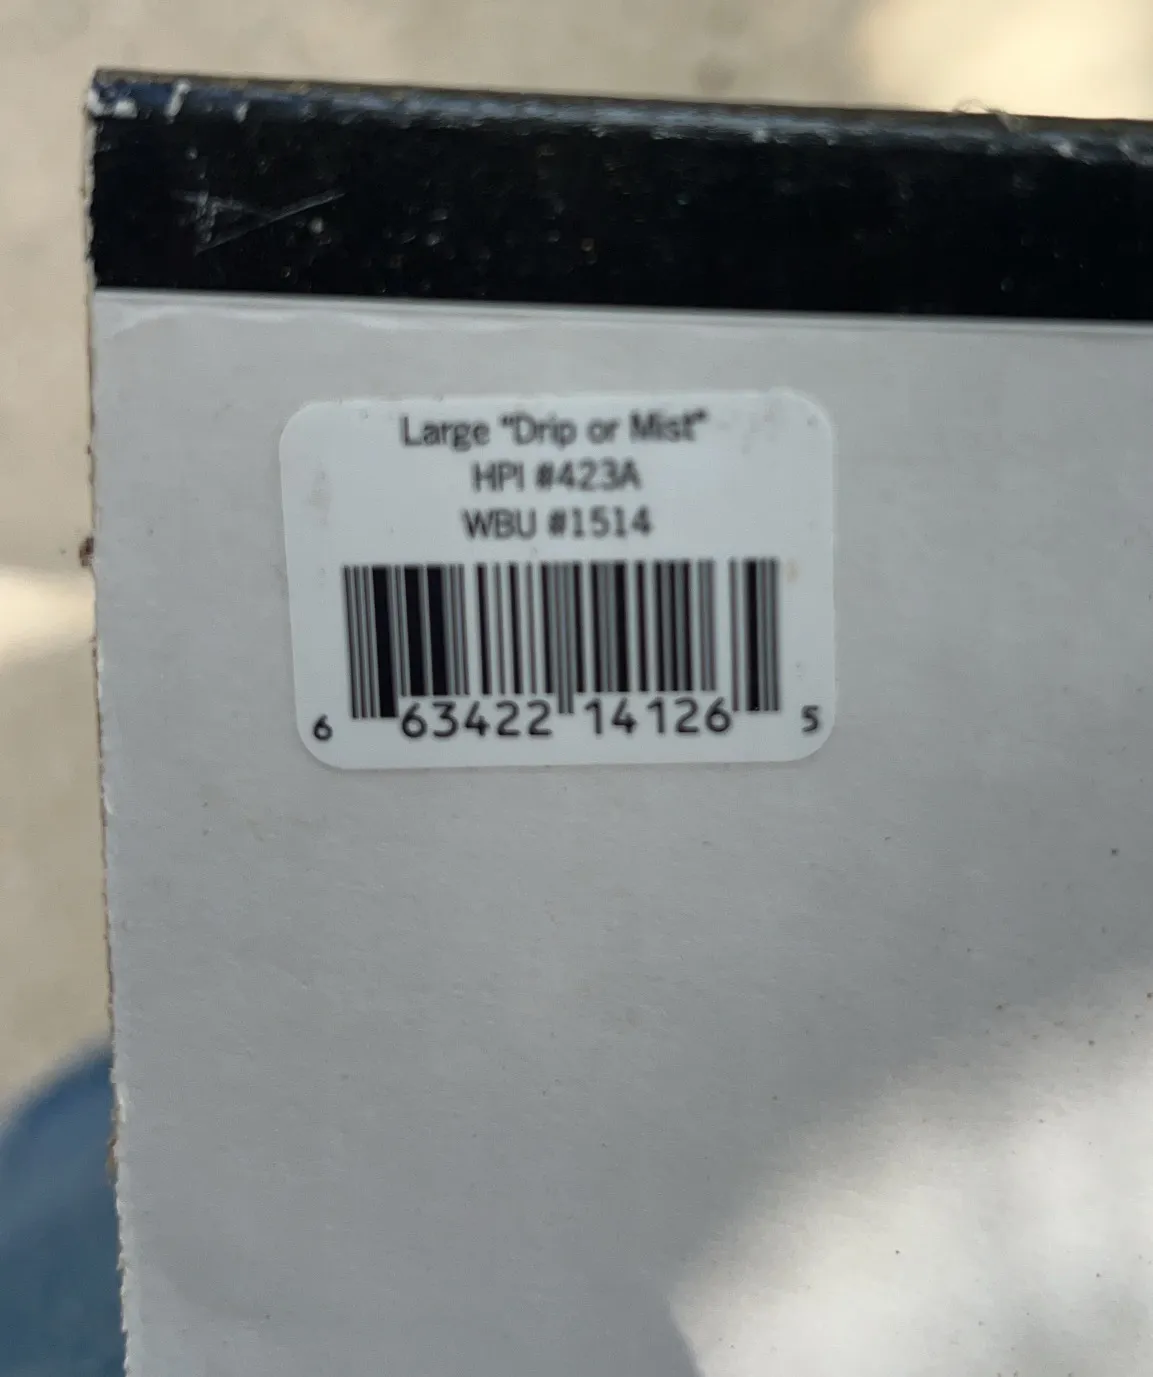 Large "Drip or Mist"
HPI #423A
WBU #1514
6 63422 14126 5